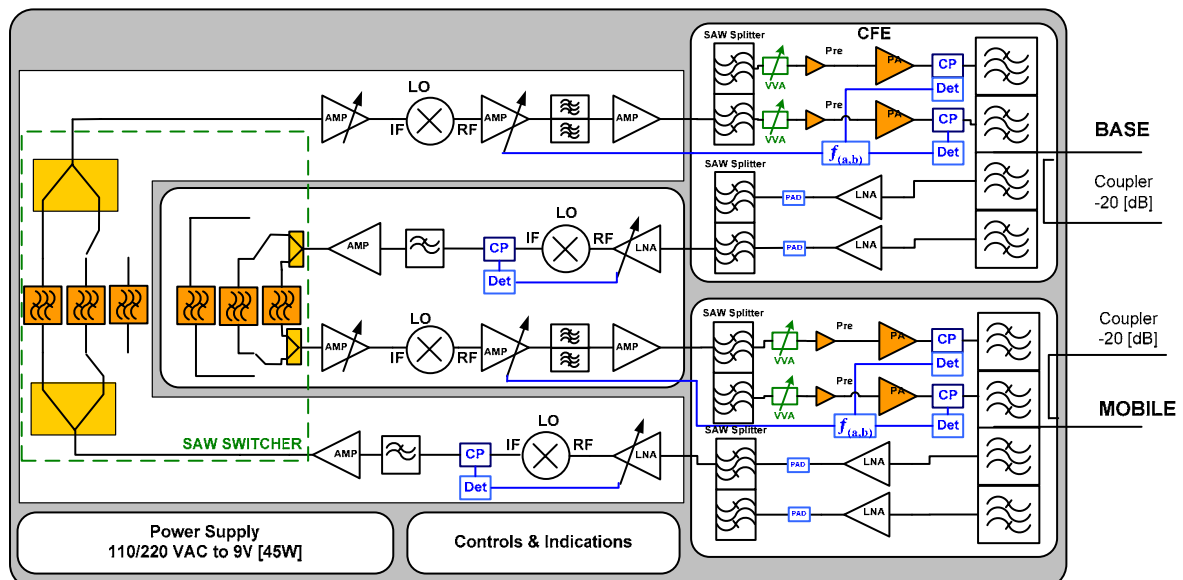 SAW Splitter
CFE
Pre
PA
CP
VVA
Det
LO
AMP
IF
RF
AMP
AMP
Pre
PA
CP
VVA
f(a,b)
Det
BASE
SAW Splitter
PAD
LNA
Coupler
-20 [dB]
PAD
LNA
LO
AMP
CP
IF
RF
LNA
Det
SAW Splitter
Pre
PA
CP
VVA
Det
LO
AMP
IF
RF
AMP
AMP
Coupler
-20 [dB]
Pre
PA
CP
VVA
f(a,b)
Det
MOBILE
SAW Splitter
SAW SWITCHER
LO
AMP
CP
IF
RF
LNA
Det
PAD
LNA
PAD
LNA
Power Supply
110/220 VAC to 9V [45W]
Controls & Indications